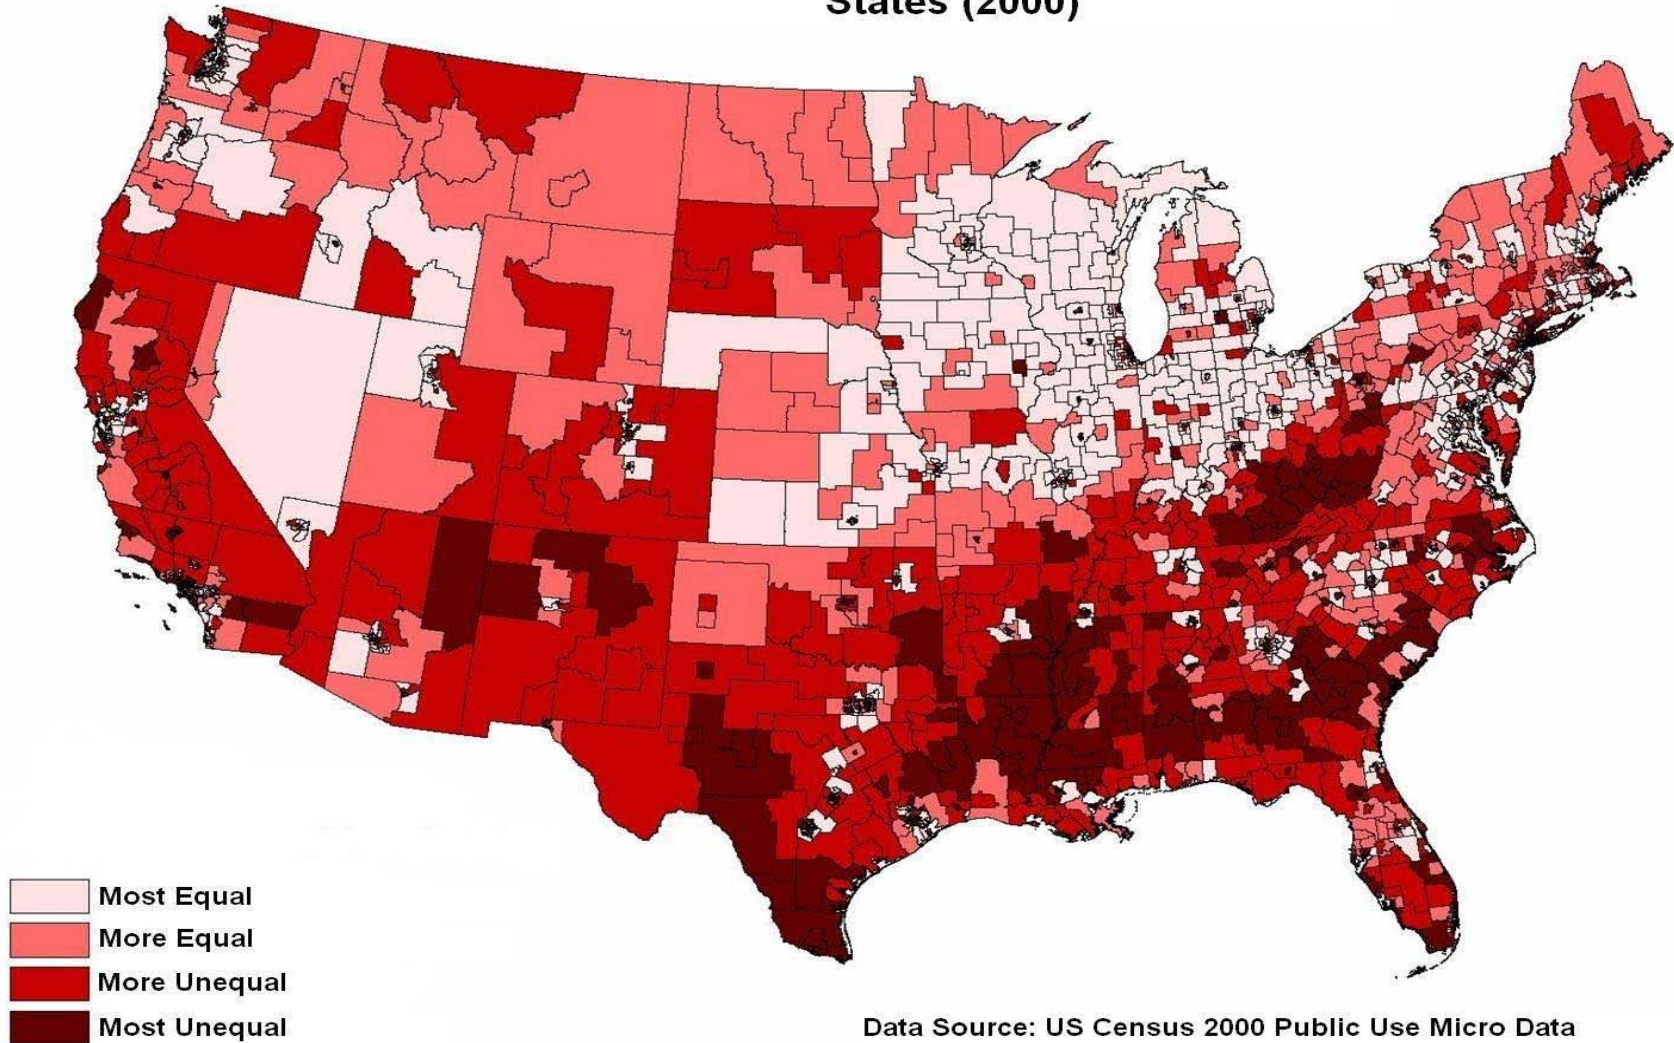 States (2000)
Most Equal
More Equal
More Unequal
Most Unequal
Data Source: US Census 2000 Public Use Micro Data